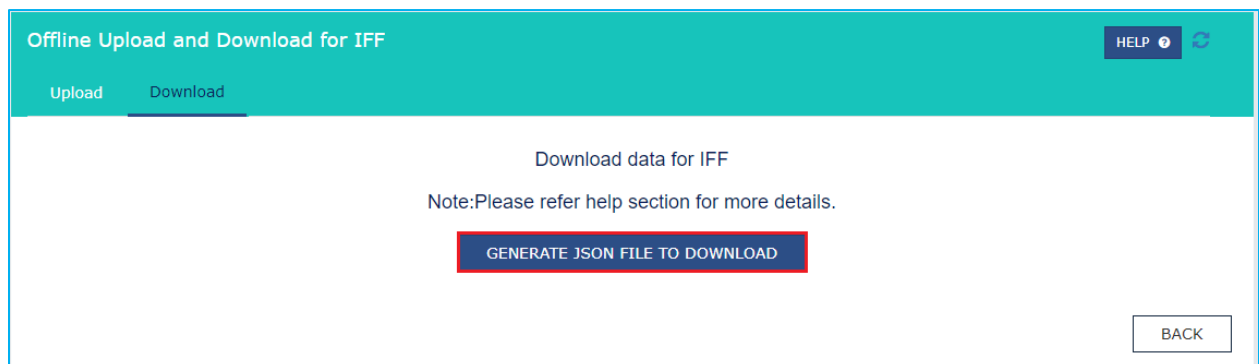 Offline Upload and Download for IFF
HELP ?
Upload Download
Download data for IFF
Note:Please refer help section for more details.
GENERATE JSON FILE TO DOWNLOAD
BACK